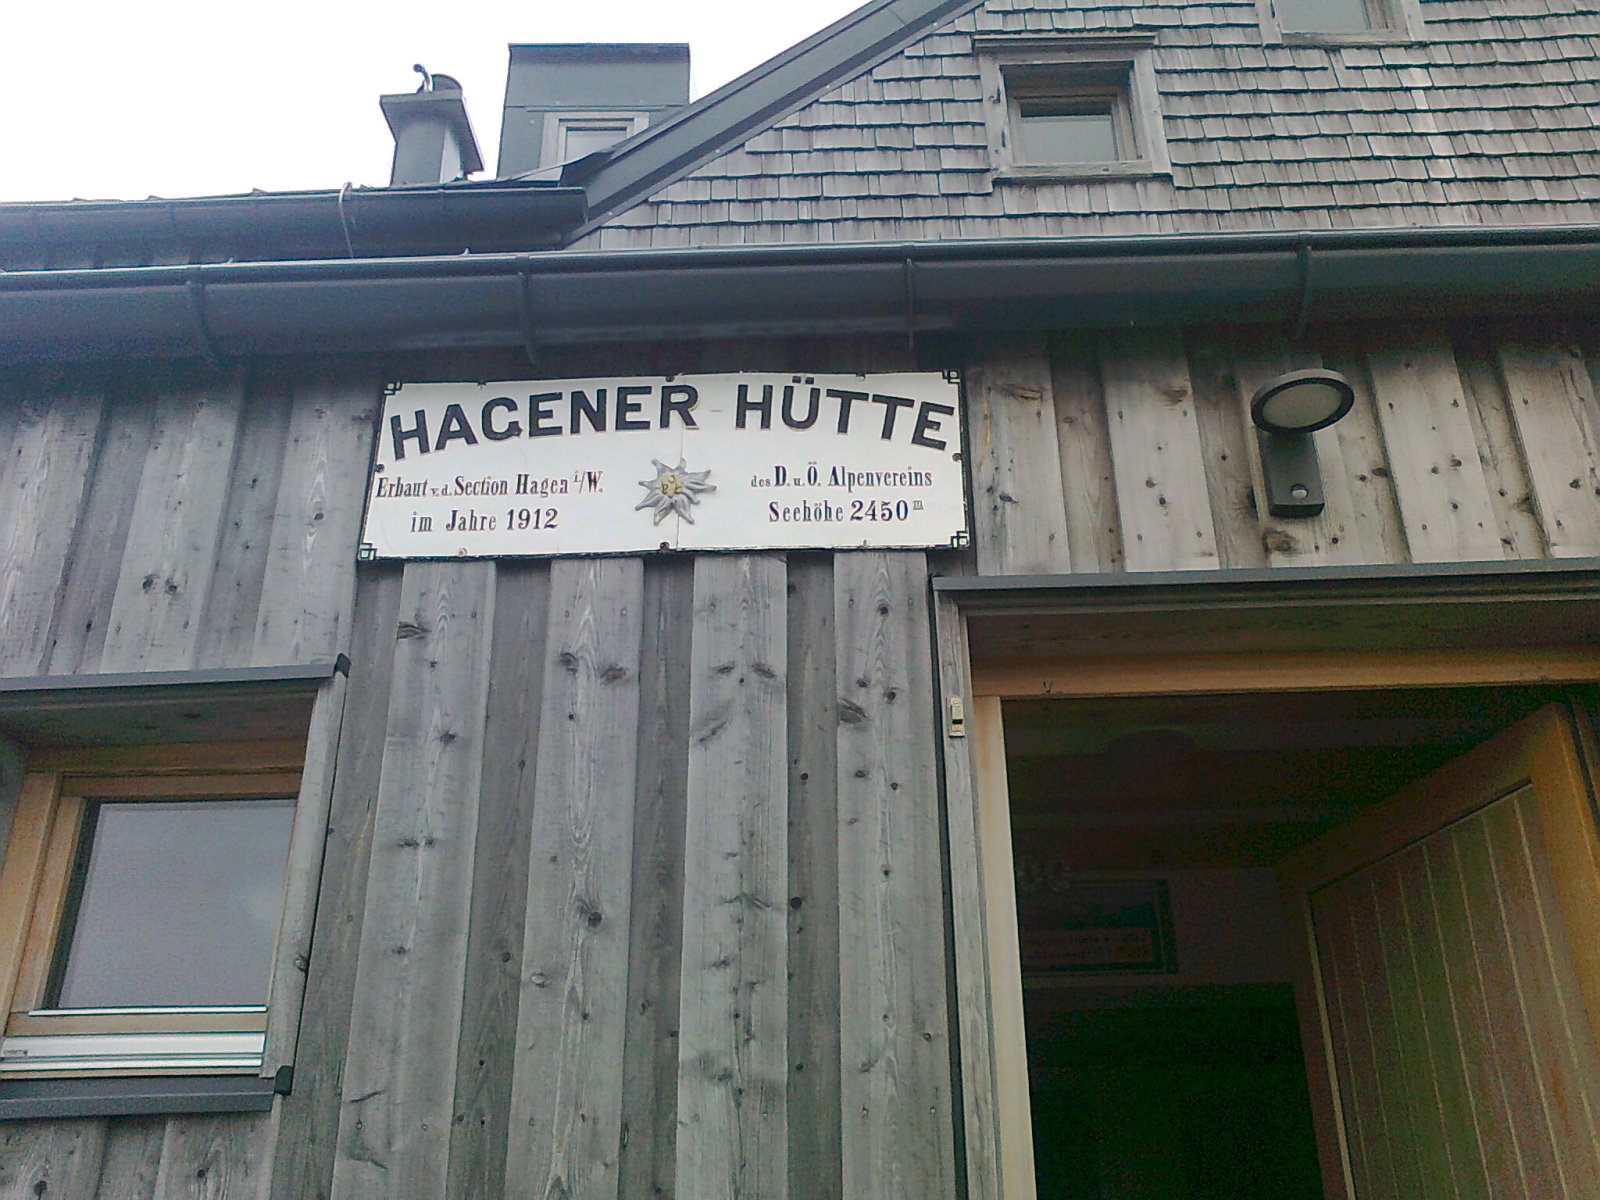 HAGENER HÜTTE
Erbaut v.d. Section Hagen i/W. des D. u. Ö. Alpenvereins
im Jahre 1912 Seehöhe 2450 m